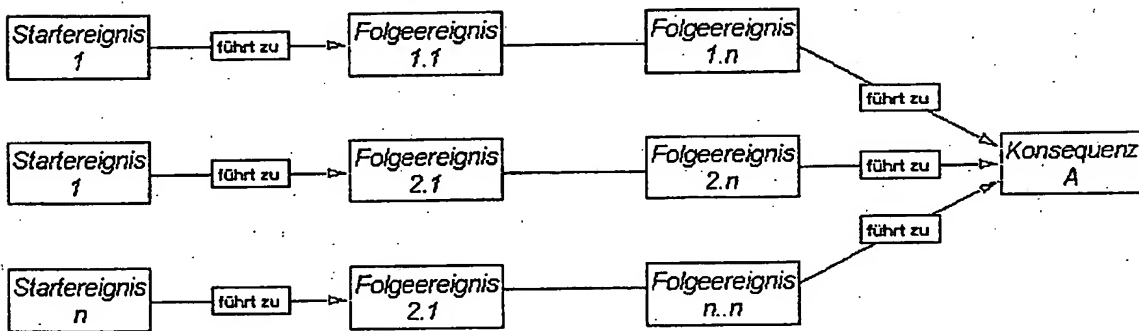 Startereignis
1
führt zu
Folgeereignis
1.1
Folgeereignis
1.n
führt zu
Startereignis
1
führt zu
Folgeereignis
2.1
Folgeereignis
2.n
führt zu
Konsequenz
A
führt zu
Startereignis
n
führt zu
Folgeereignis
2.1
Folgeereignis
n..n